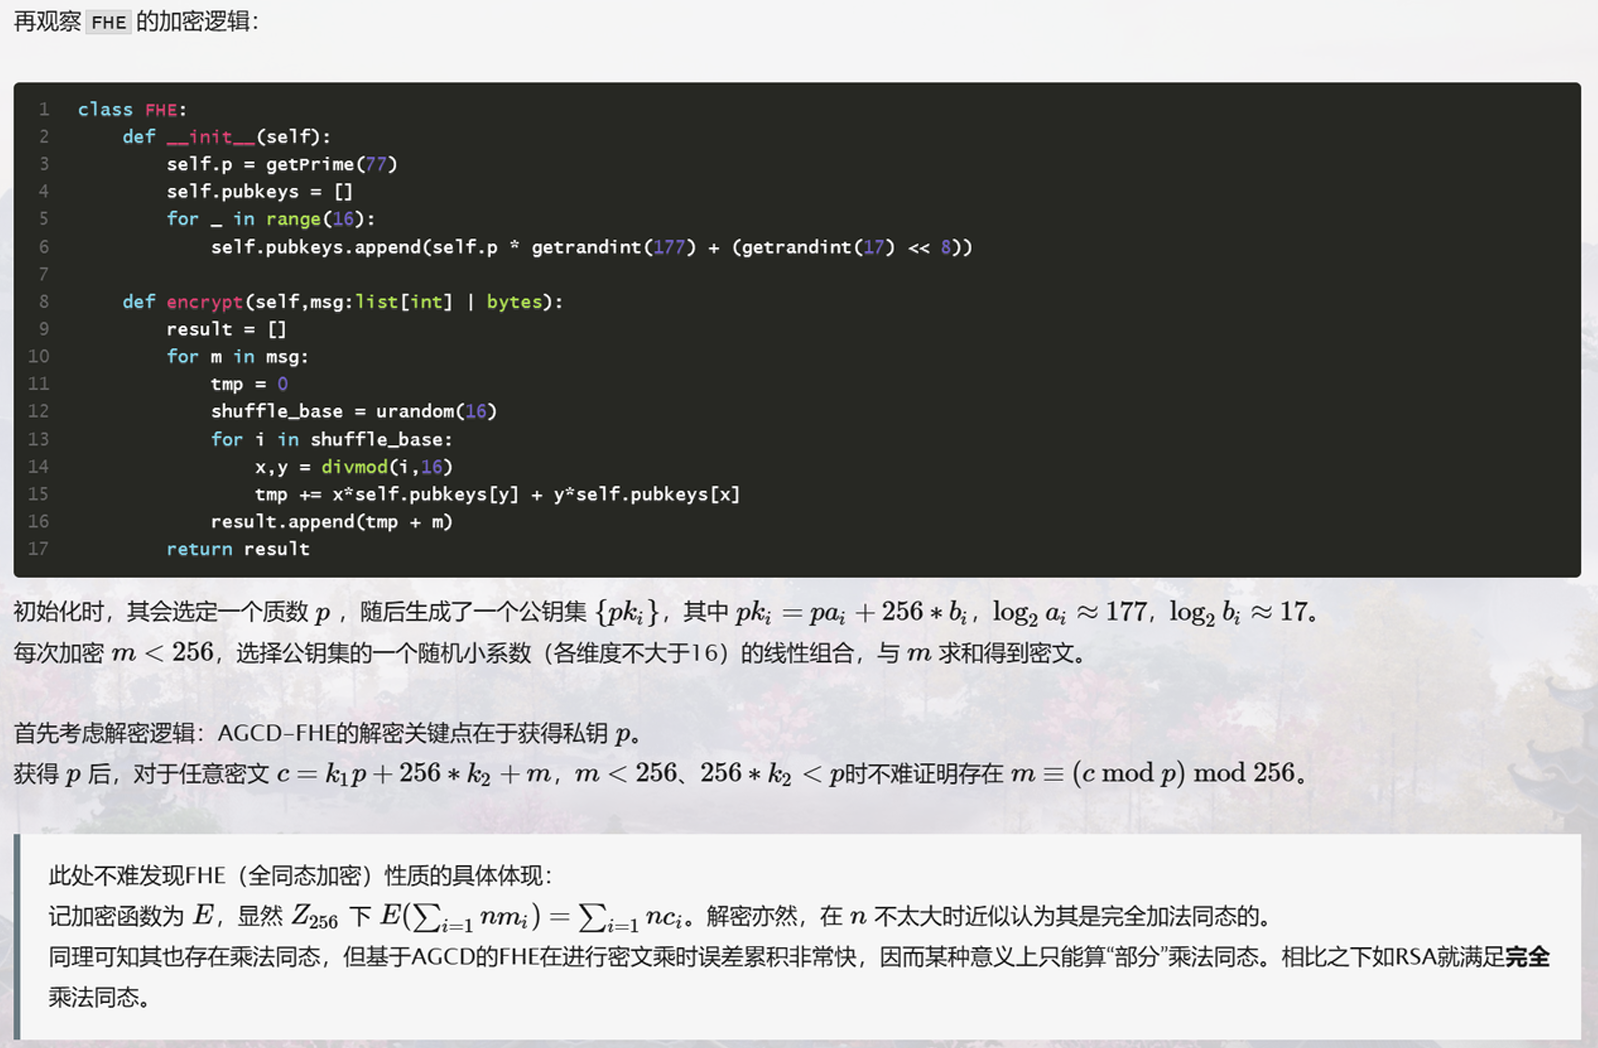 再观察 FHE 的加密逻辑：
1 class FHE:
2     def __init__(self):
3         self.p = getPrime(77)
4         self.pubkeys = []
5         for _ in range(16):
6             self.pubkeys.append(self.p * getrandint(177) + (getrandint(17) << 8))
7
8     def encrypt(self,msg:list[int] | bytes):
9         result = []
10         for m in msg:
11             tmp = 0
12             shuffle_base = urandom(16)
13             for i in shuffle_base:
14                 x,y = divmod(i,16)
15                 tmp += x*self.pubkeys[y] + y*self.pubkeys[x]
16             result.append(tmp + m)
17         return result
初始化时，其会选定一个质数 p ，随后生成了一个公钥集 {pk_i}，其中 pk_i = pa_i + 256 * b_i，log_2 a_i ≈ 177，log_2 b_i ≈ 17。
每次加密 m < 256，选择公钥集的一个随机小系数（各维度不大于16）的线性组合，与 m 求和得到密文。
首先考虑解密逻辑：AGCD-FHE的解密关键点在于获得私钥 p。
获得 p 后，对于任意密文 c = k_1p + 256 * k_2 + m，m < 256、256 * k_2 < p时不难证明存在 m ≡ (c mod p) mod 256。
此处不难发现FHE（全同态加密）性质的具体体现：
记加密函数为 E，显然 Z_256 下 E(∑_{i=1} nm_i) = ∑_{i=1} nc_i。解密亦然，在 n 不太大时近似认为其是完全加法同态的。
同理可知其也存在乘法同态，但基于AGCD的FHE在进行密文乘时误差累积非常快，因而某种意义上只能算“部分”乘法同态。相比之下如RSA就满足完全
乘法同态。